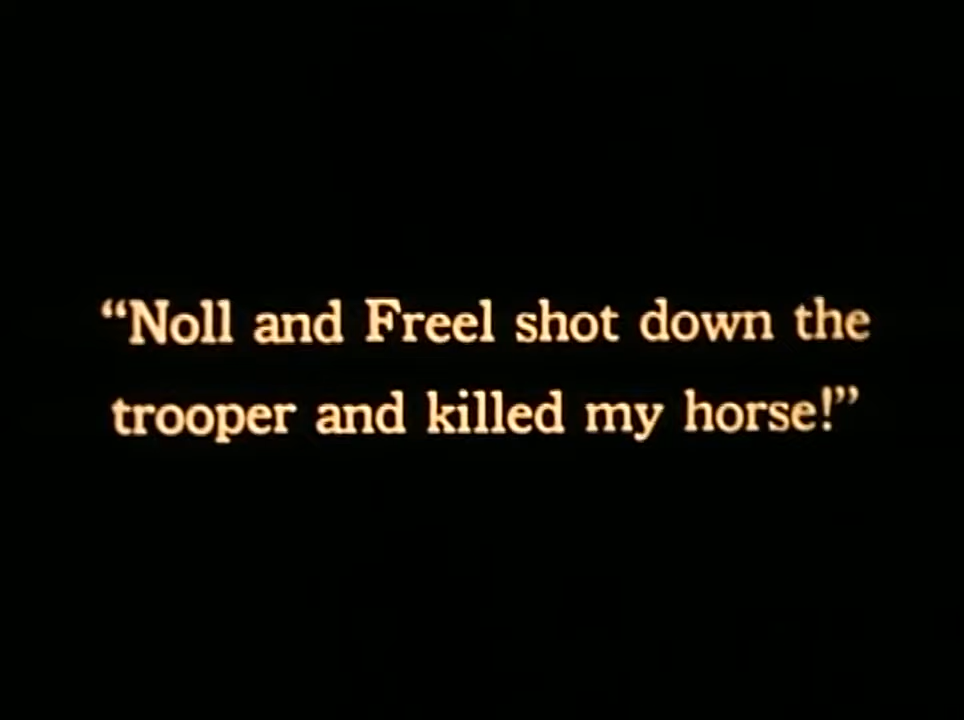 “Noll and Freel shot down the
trooper and killed my horse!”